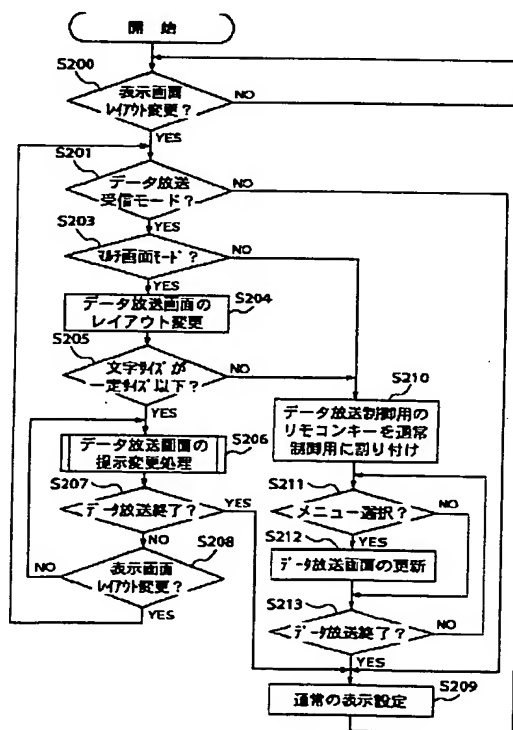 開始
S200
表示画面
レイアウト変更?
NO
YES
S201
データ放送
受信モード?
NO
YES
S203
マルチ画面モード?
NO
YES
データ放送画面の
レイアウト変更
S204
S205
文字サイズが
一定サイズ以下?
NO
YES
S210
データ放送制御用の
リモコンキーを通常
制御用に割り付け
データ放送画面の
提示変更処理
S206
S207
データ放送終了?
YES
NO
S208
表示画面
レイアウト変更?
NO
YES
S211
メニュー選択?
NO
YES
S212
データ放送画面の更新
S213
データ放送終了?
NO
YES
S209
通常の表示設定